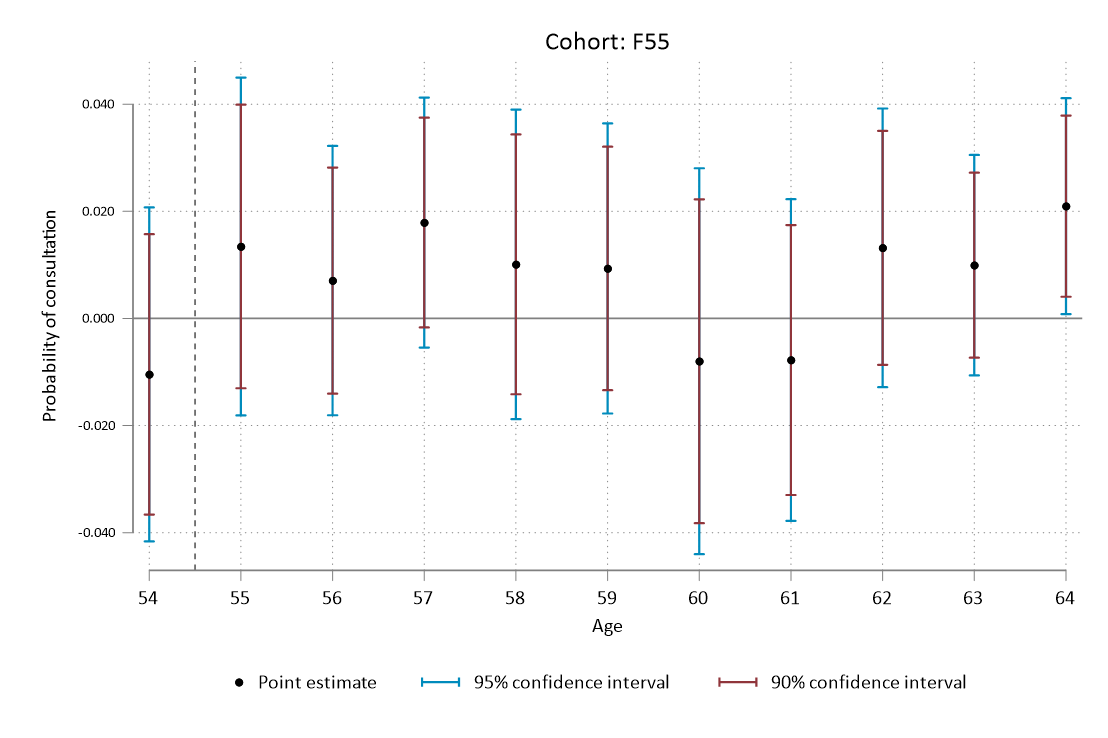 Cohort: F55
Probability of consultation
0.040
0.020
0.000
-0.020
-0.040
54 55 56 57 58 59 60 61 62 63 64
Age
Point estimate 95% confidence interval 90% confidence interval